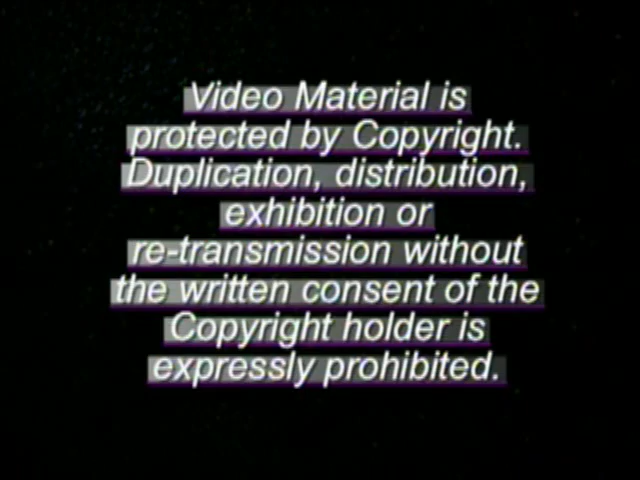 Video Material is
protected by Copyright.
Duplication, distribution,
exhibition or
re-transmission without
the written consent of the
Copyright holder is
expressly prohibited.